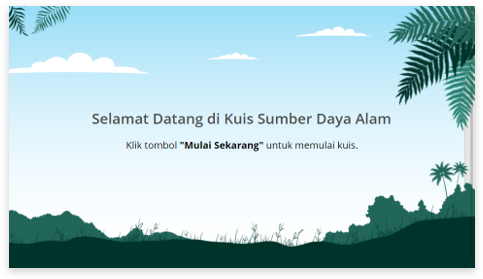 Selamat Datang di Kuis Sumber Daya Alam
Klik tombol "Mulai Sekarang" untuk memulai kuis.